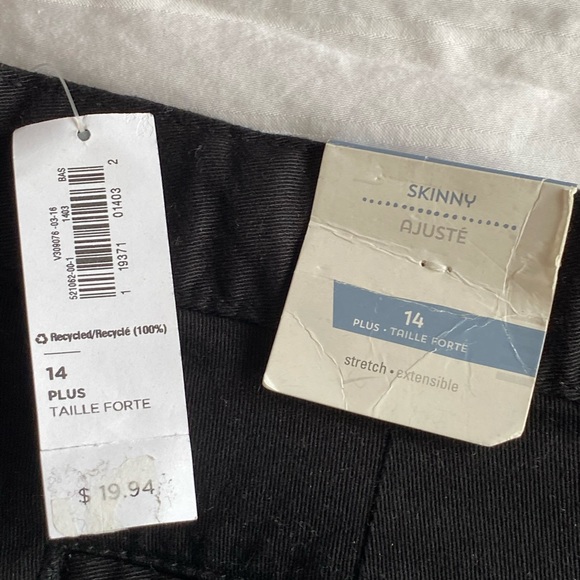 BAS
1403
V309076 -03-16
521062-00-1
1 19371 01403 2
Recycled/Recyclé (100%)
14
PLUS
TAILLE FORTE
$ 19.94
SKINNY
AJUSTÉ
14
PLUS • TAILLE FORTE
stretch • extensible